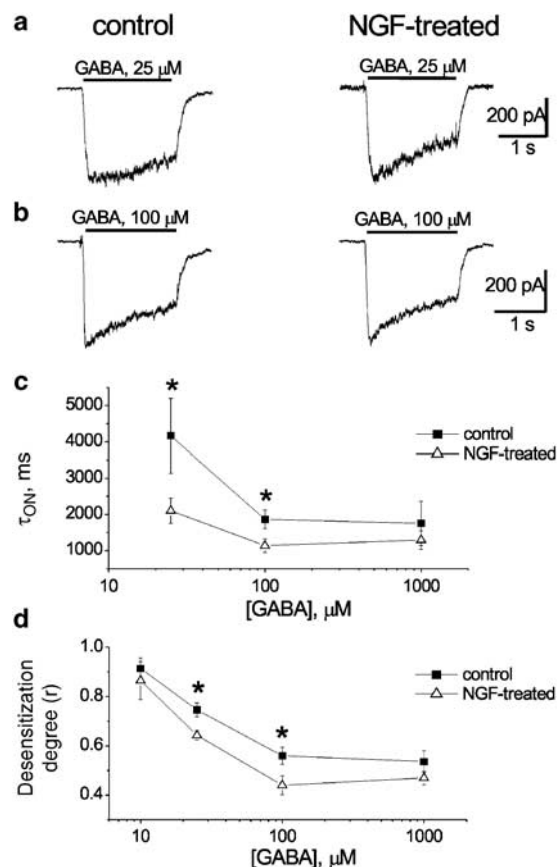 a
control
NGF-treated
GABA, 25 μM
GABA, 25 μM
200 pA
1 s
b
GABA, 100 μM
GABA, 100 μM
200 pA
1 s
c
*
*
5000
4000
3000
2000
1000
τON, ms
control
NGF-treated
10
100
1000
[GABA], μM
d
*
*
1.0
0.8
0.6
0.4
Desensitization
degree (r)
control
NGF-treated
10
100
1000
[GABA], μM